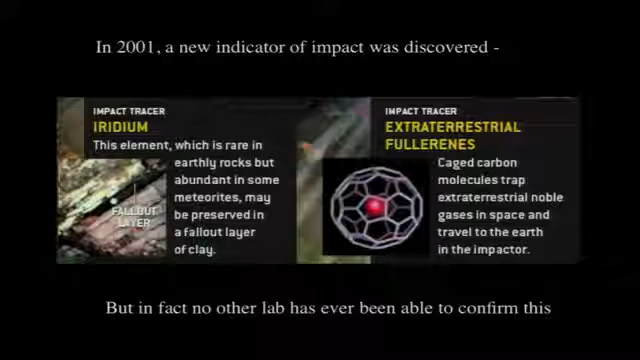 In 2001, a new indicator of impact was discovered -
IMPACT TRACER
IRIDIUM
This element, which is rare in
earthly rocks but
abundant in some
meteorites, may
be preserved in
a fallout layer
of clay.
FALLOUT
LAYER
IMPACT TRACER
EXTRATERRESTRIAL
FULLERENES
Caged carbon
molecules trap
extraterrestrial noble
gases in space and
travel to the earth
in the impactor.
But in fact no other lab has ever been able to confirm this